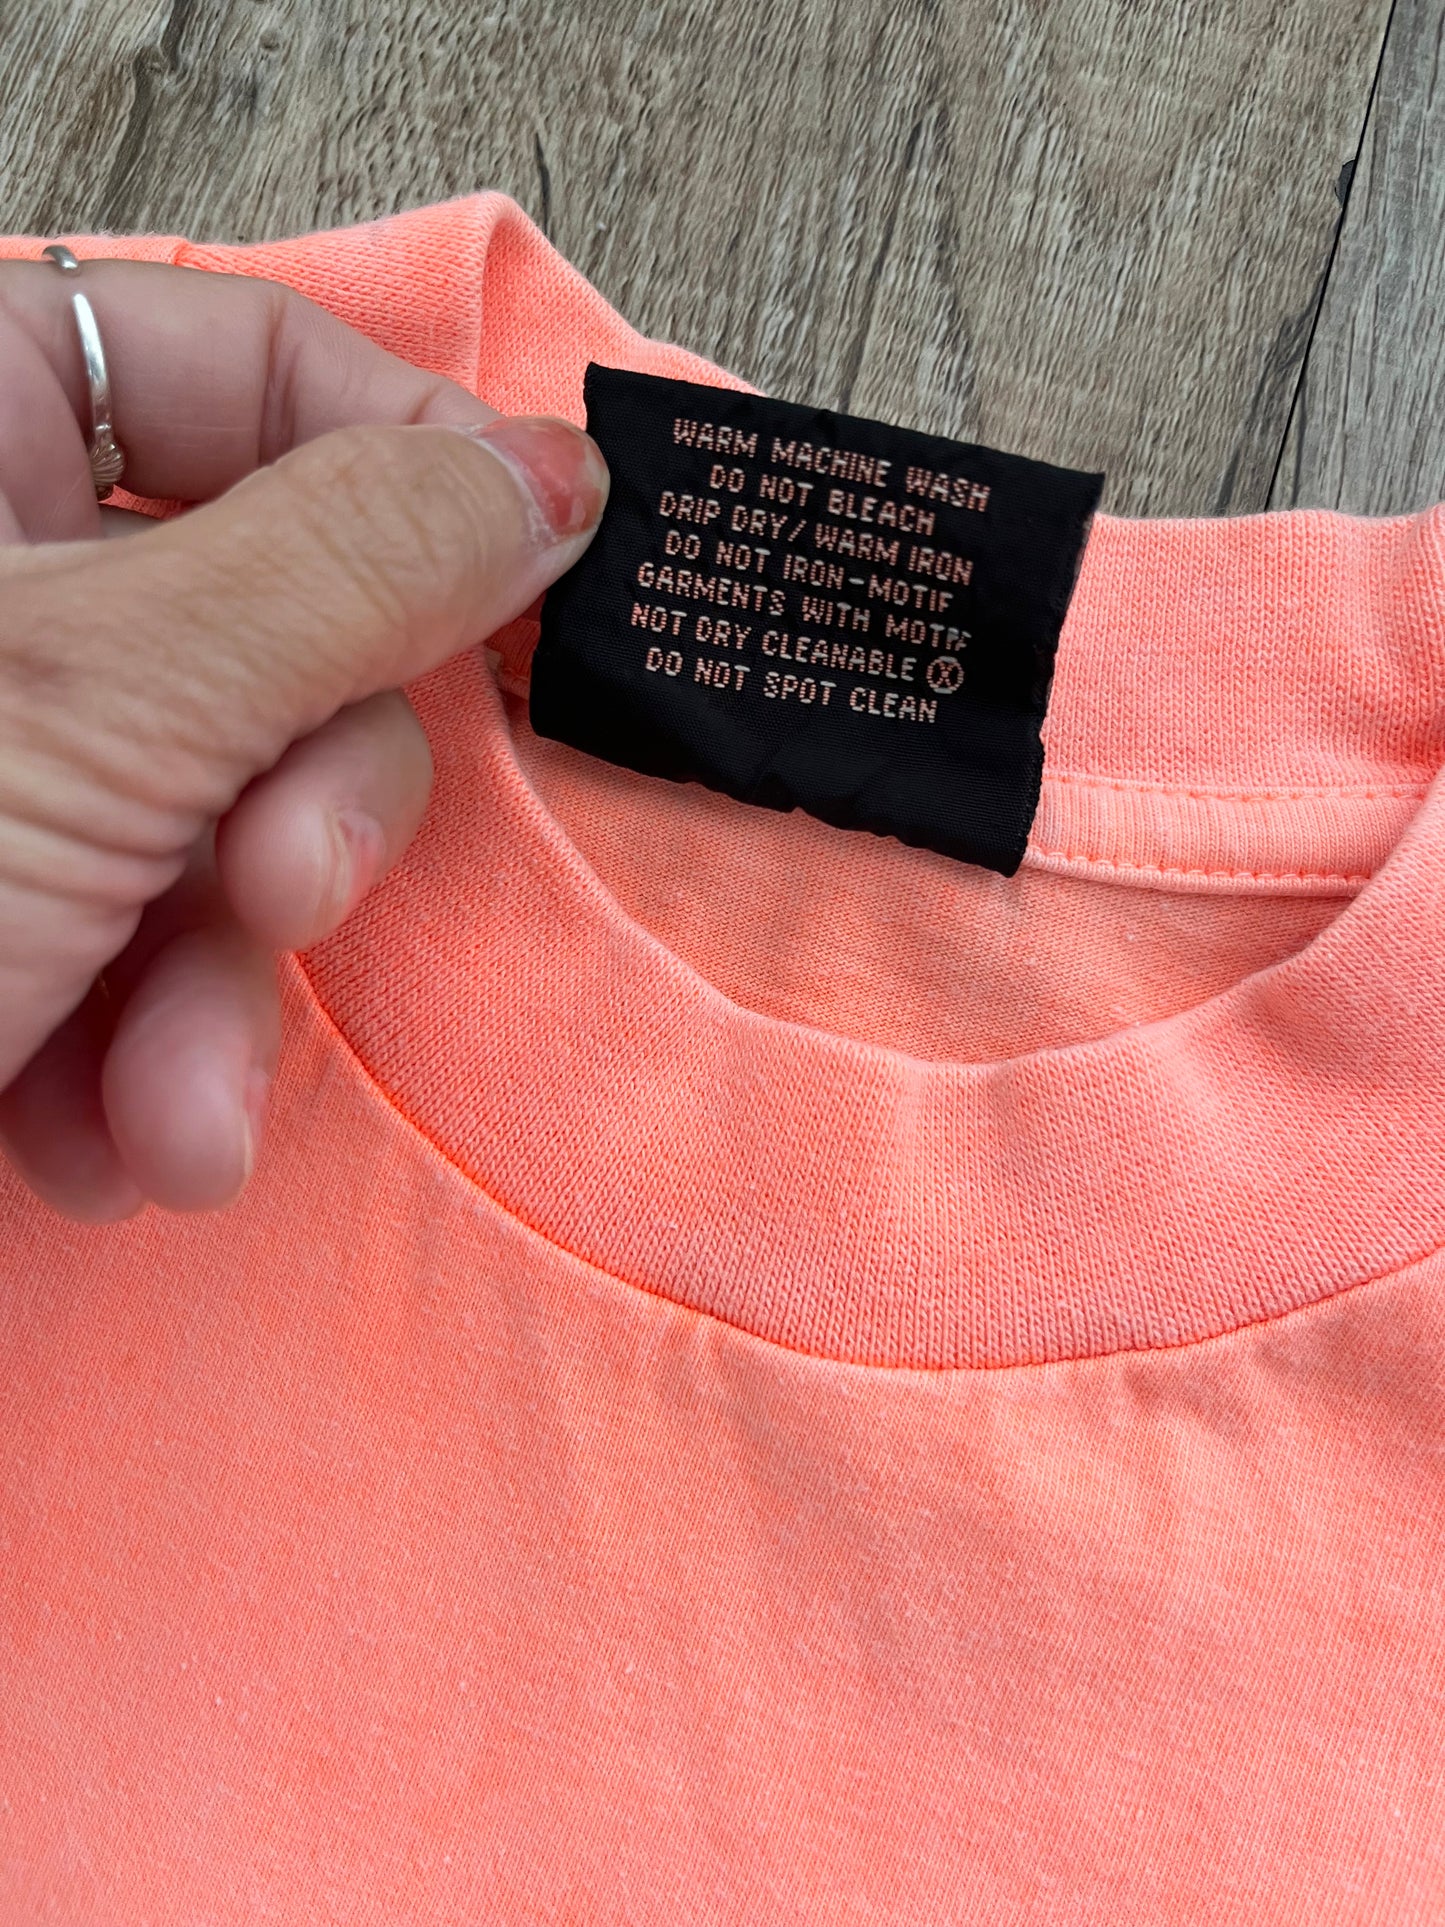 WARM MACHINE WASH
DO NOT BLEACH
DRIP DRY/WARM IRON
DO NOT IRON-MOTIF
GARMENTS WITH MOTIF
NOT DRY CLEANABLE Ⓧ
DO NOT SPOT CLEAN